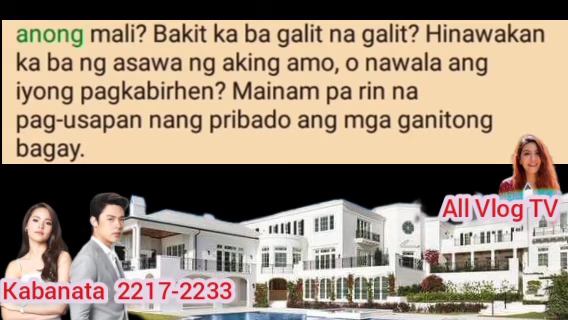 anong mali? Bakit ka ba galit na galit? Hinawakan
ka ba ng asawa ng aking amo, o nawala ang
iyong pagkabirhen? Mainam pa rin na
pag-usapan nang pribado ang mga ganitong
bagay.
All Vlog TV
Kabanata 2217-2233